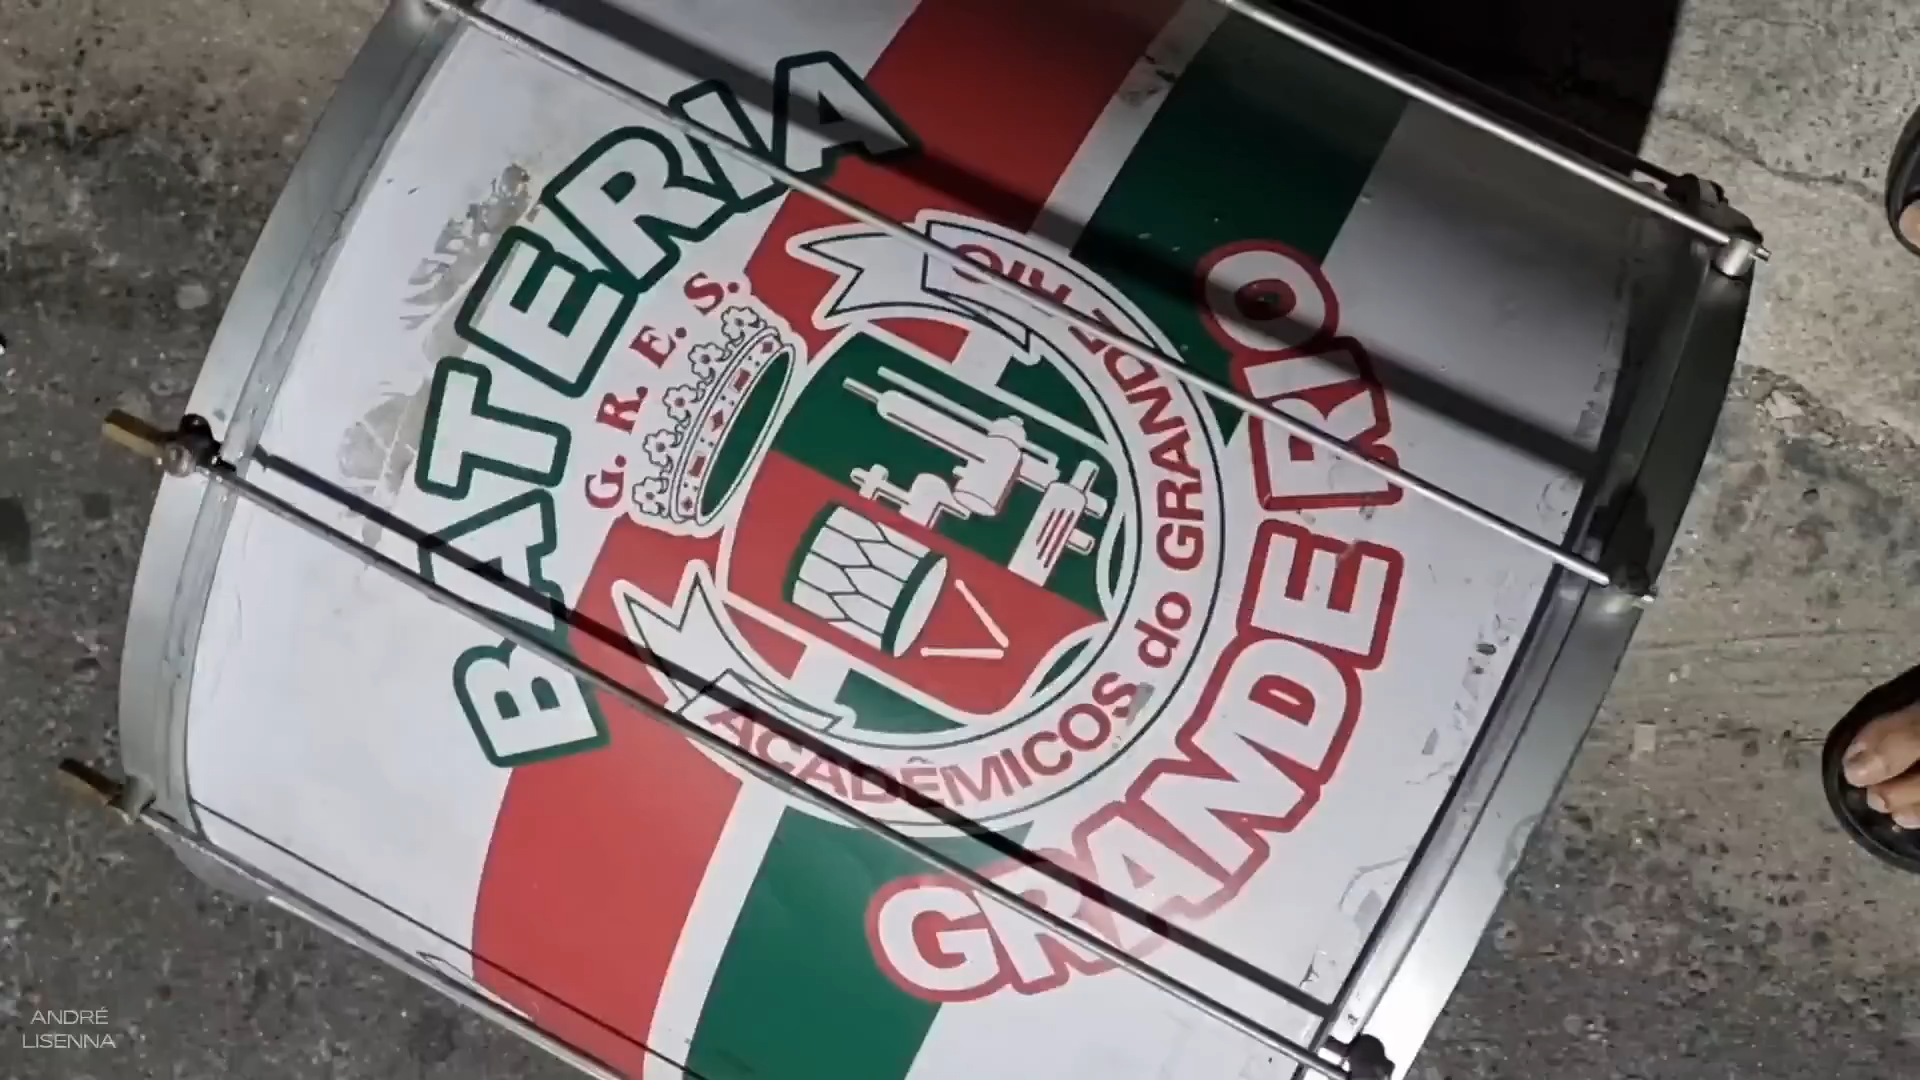 BATERIA
G. R. E. S.
ACADÊMICOS do GRANDE RIO
GRANDE RIO
ANDRÉ
LISENNA